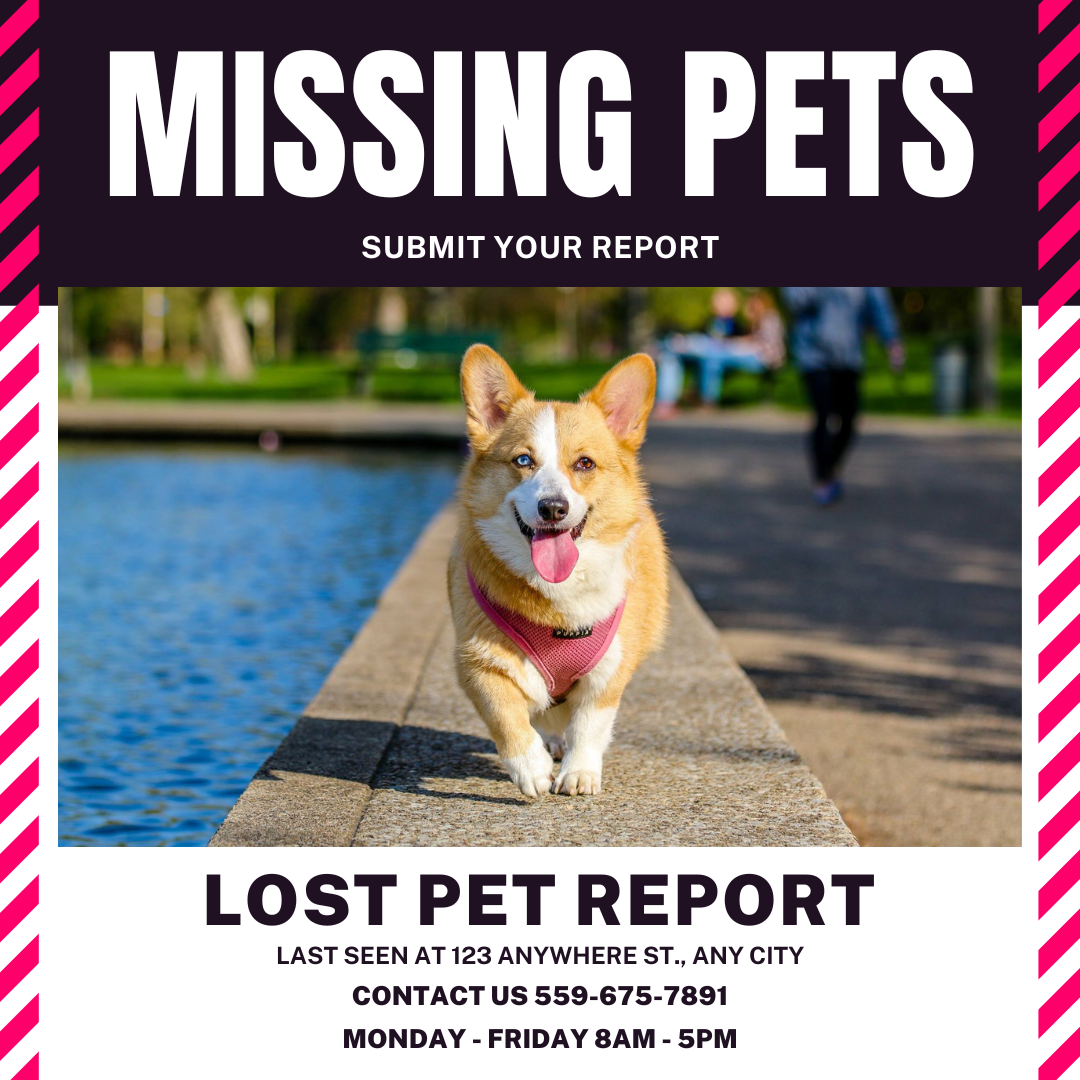 MISSING PETS
SUBMIT YOUR REPORT
LOST PET REPORT
LAST SEEN AT 123 ANYWHERE ST., ANY CITY
CONTACT US 559-675-7891
MONDAY - FRIDAY 8AM - 5PM